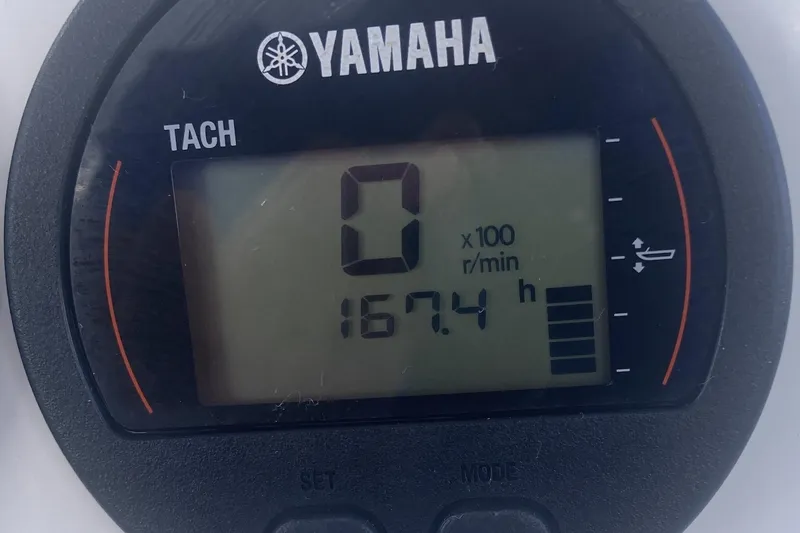 YAMAHA
TACH
0
x100
r/min
167.4 h
SET MODE